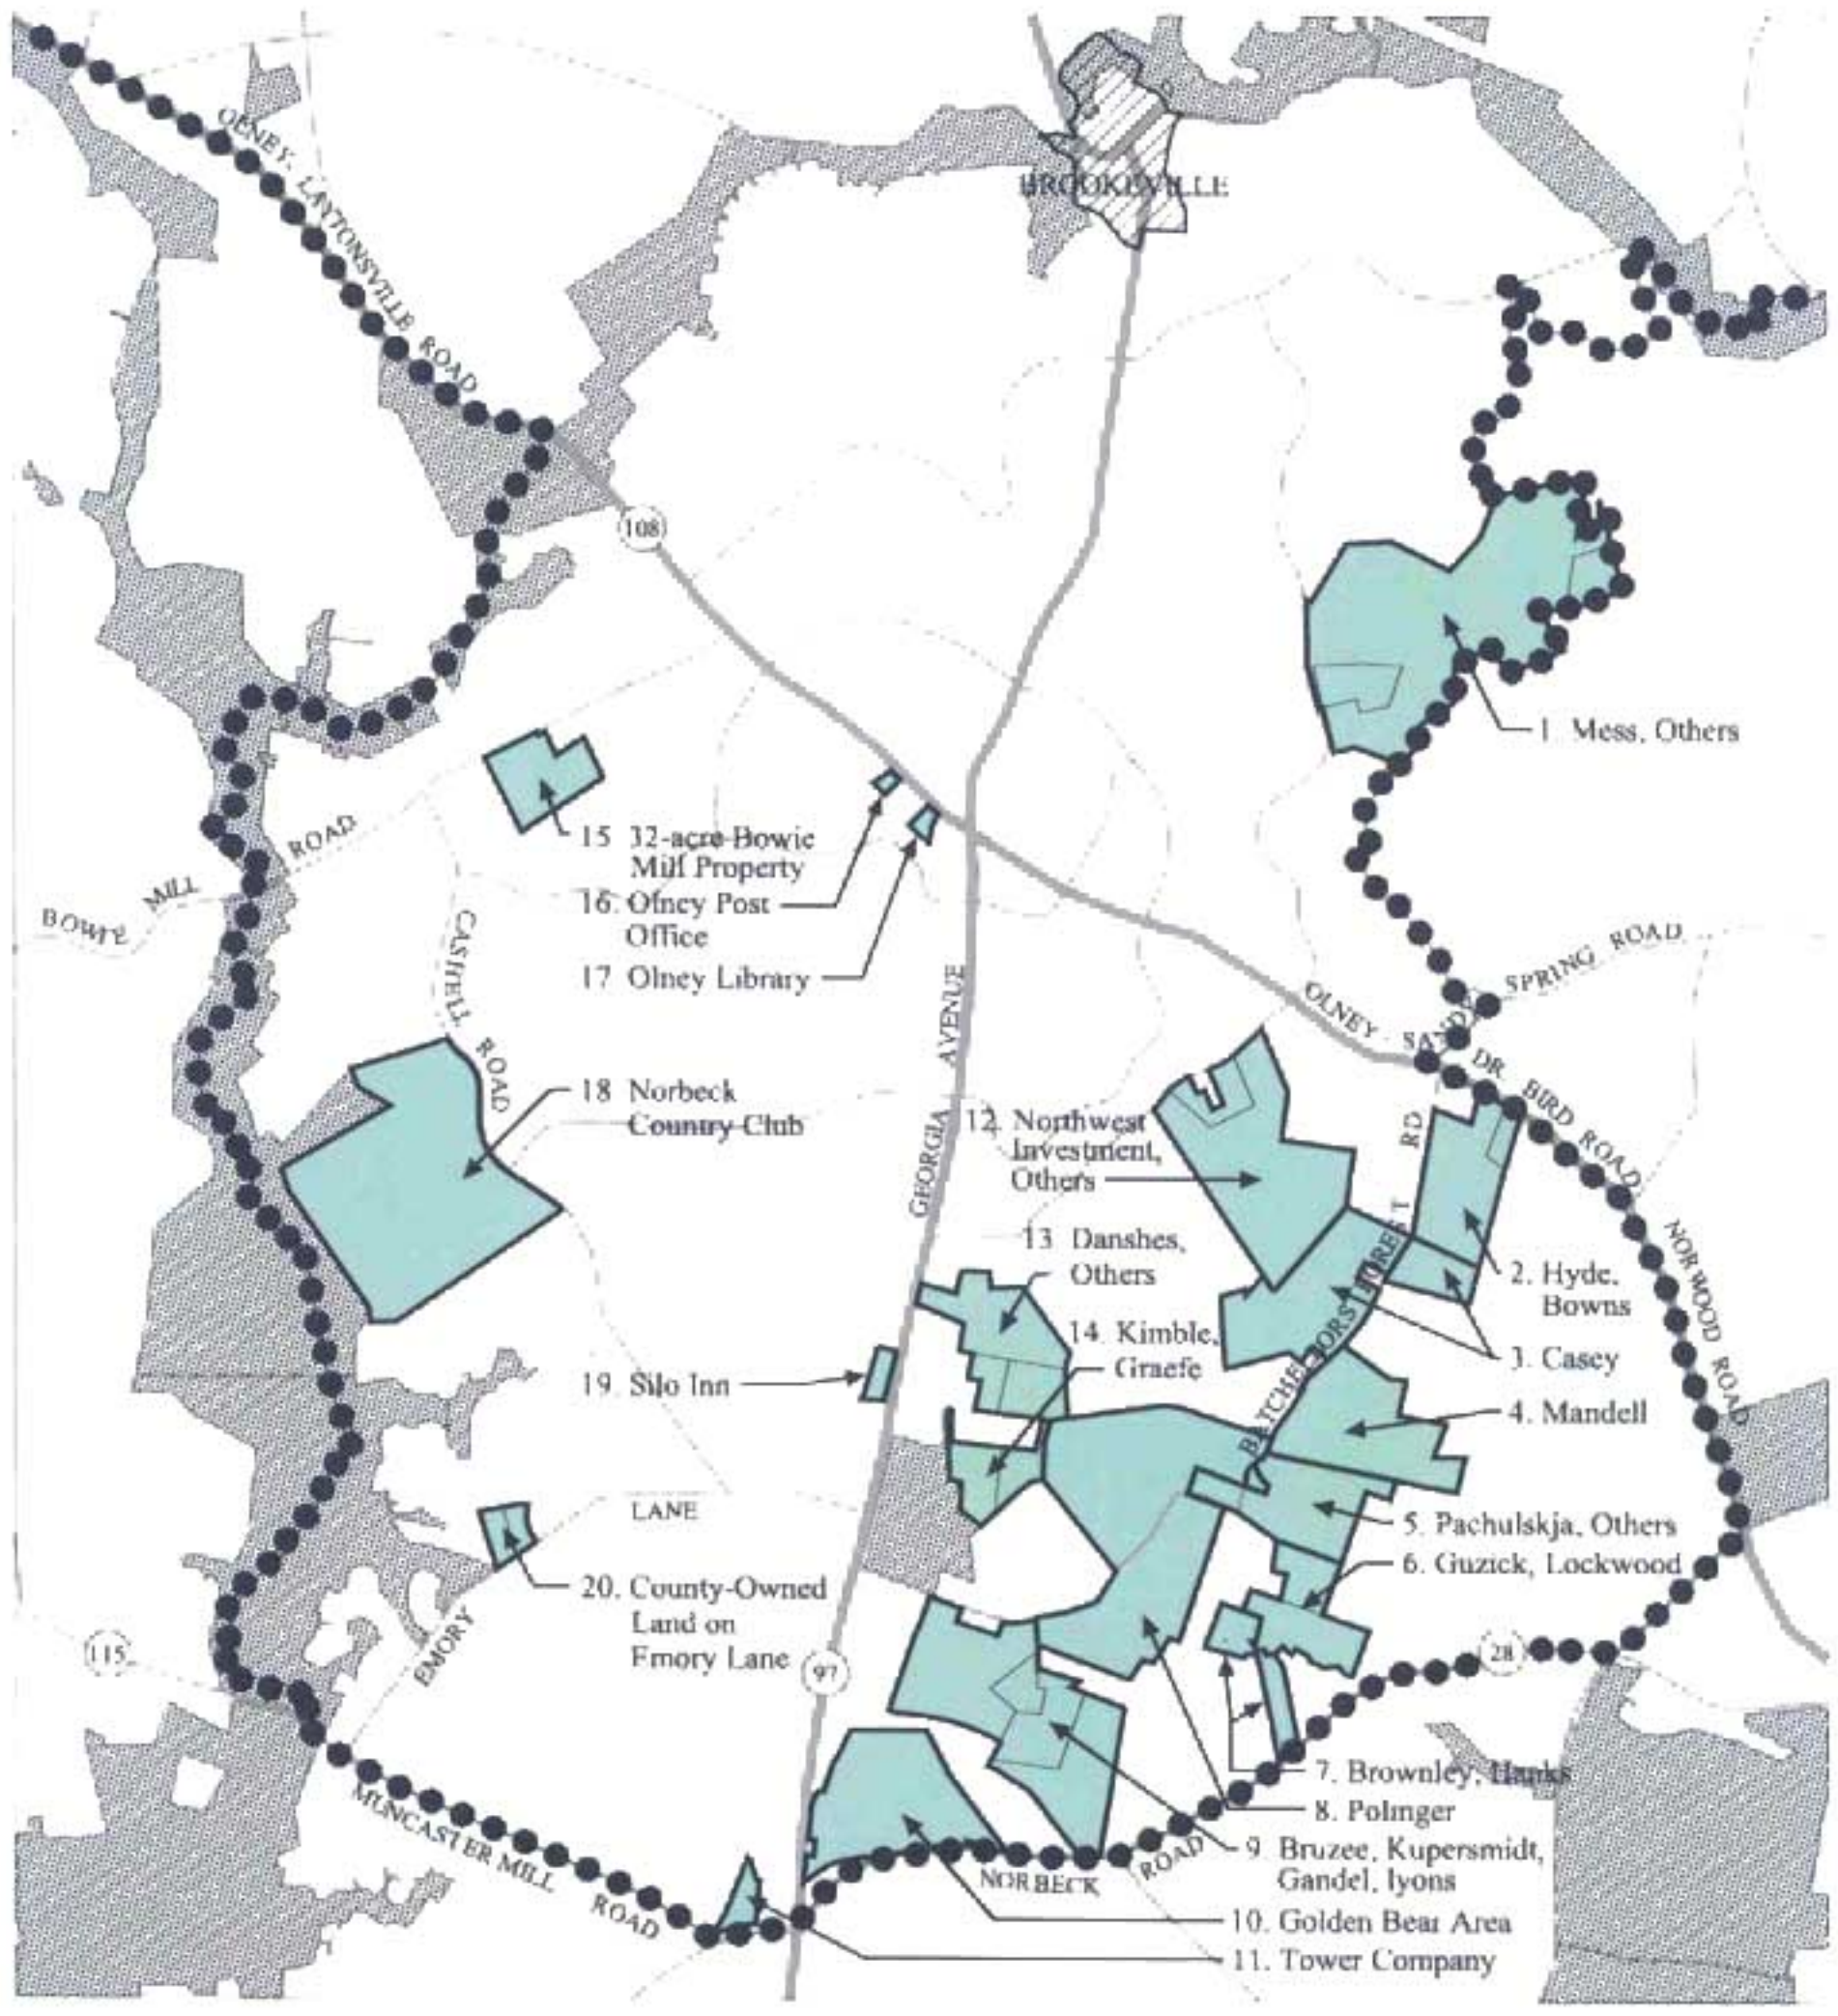 BROOKEVILLE
OLNEY LAYTONSVILLE ROAD
108
1. Mess, Others
15 32-acre Bowie
Mill Property
16. Olney Post
Office
17 Olney Library
BOWIE MILL ROAD
CASHELL ROAD
SPRING ROAD
OLNEY - SANDY
DR BIRD ROAD
GEORGIA AVENUE
18 Norbeck
Country Club
12. Northwest
Investment,
Others
RD
13 Danshes,
Others
2. Hyde,
Bowns
NORWOOD ROAD
14. Kimble,
Graefe
3. Casey
19. Silo Inn
4. Mandell
BATCHELLORS FOREST
LANE
5. Pachulskja, Others
6. Guzick, Lockwood
20. County-Owned
Land on
Emory Lane
EMORY
115
97
28
7. Brownley, Hanks
8. Polinger
9 Bruzee, Kupersmidt,
Gandel, lyons
MUNCASTER MILL ROAD
NORBECK ROAD
10. Golden Bear Area
11. Tower Company